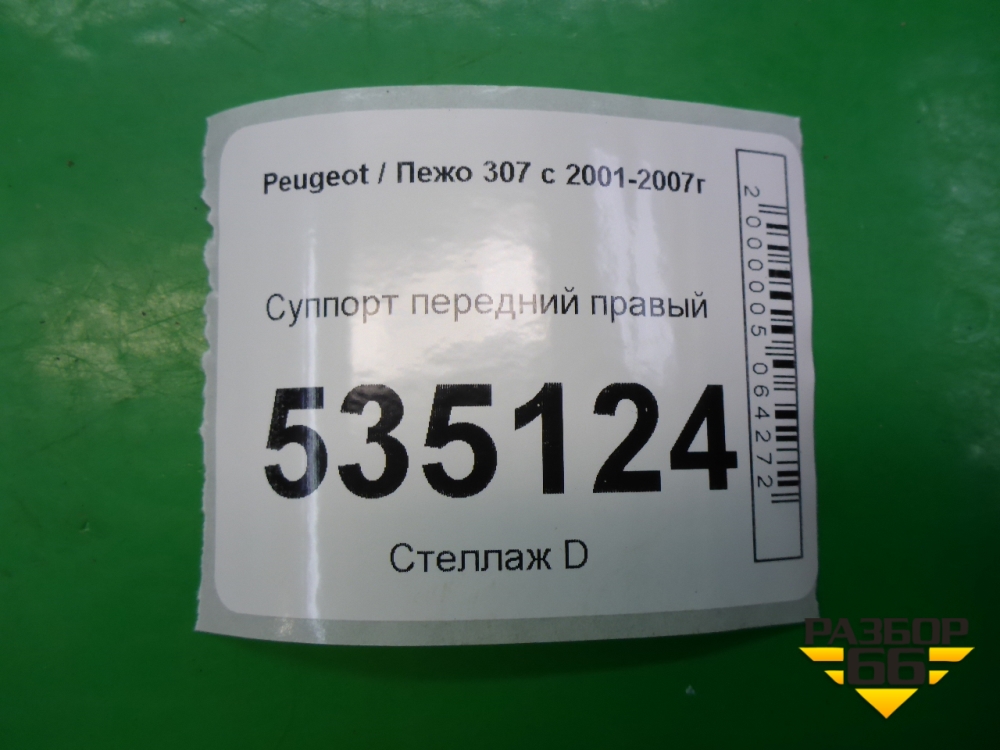 Peugeot / Пежо 307 с 2001-2007г
Суппорт передний правый
535124
Стеллаж D
2000005064272
РАЗБОР
66